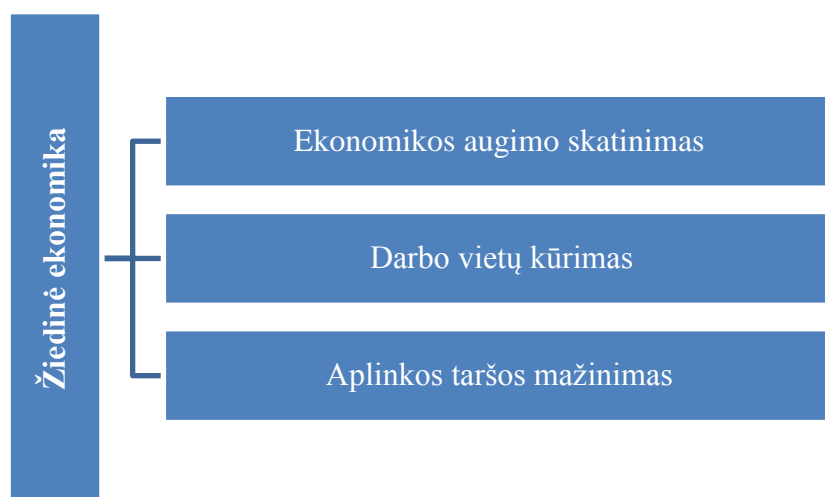 Žiedinė ekonomika
Ekonomikos augimo skatinimas
Darbo vietų kūrimas
Aplinkos taršos mažinimas